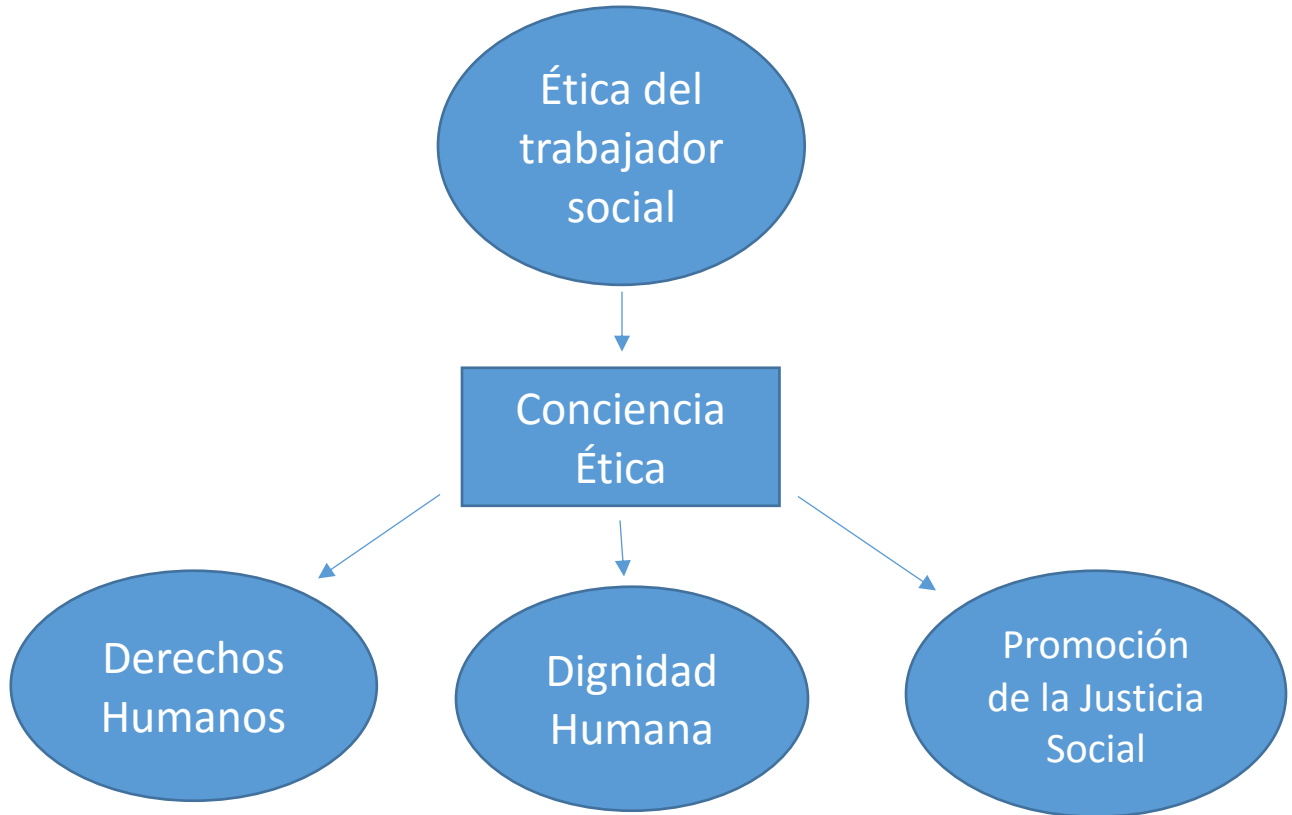 Ética del
trabajador
social
Conciencia
Ética
Derechos
Humanos
Dignidad
Humana
Promoción
de la Justicia
Social